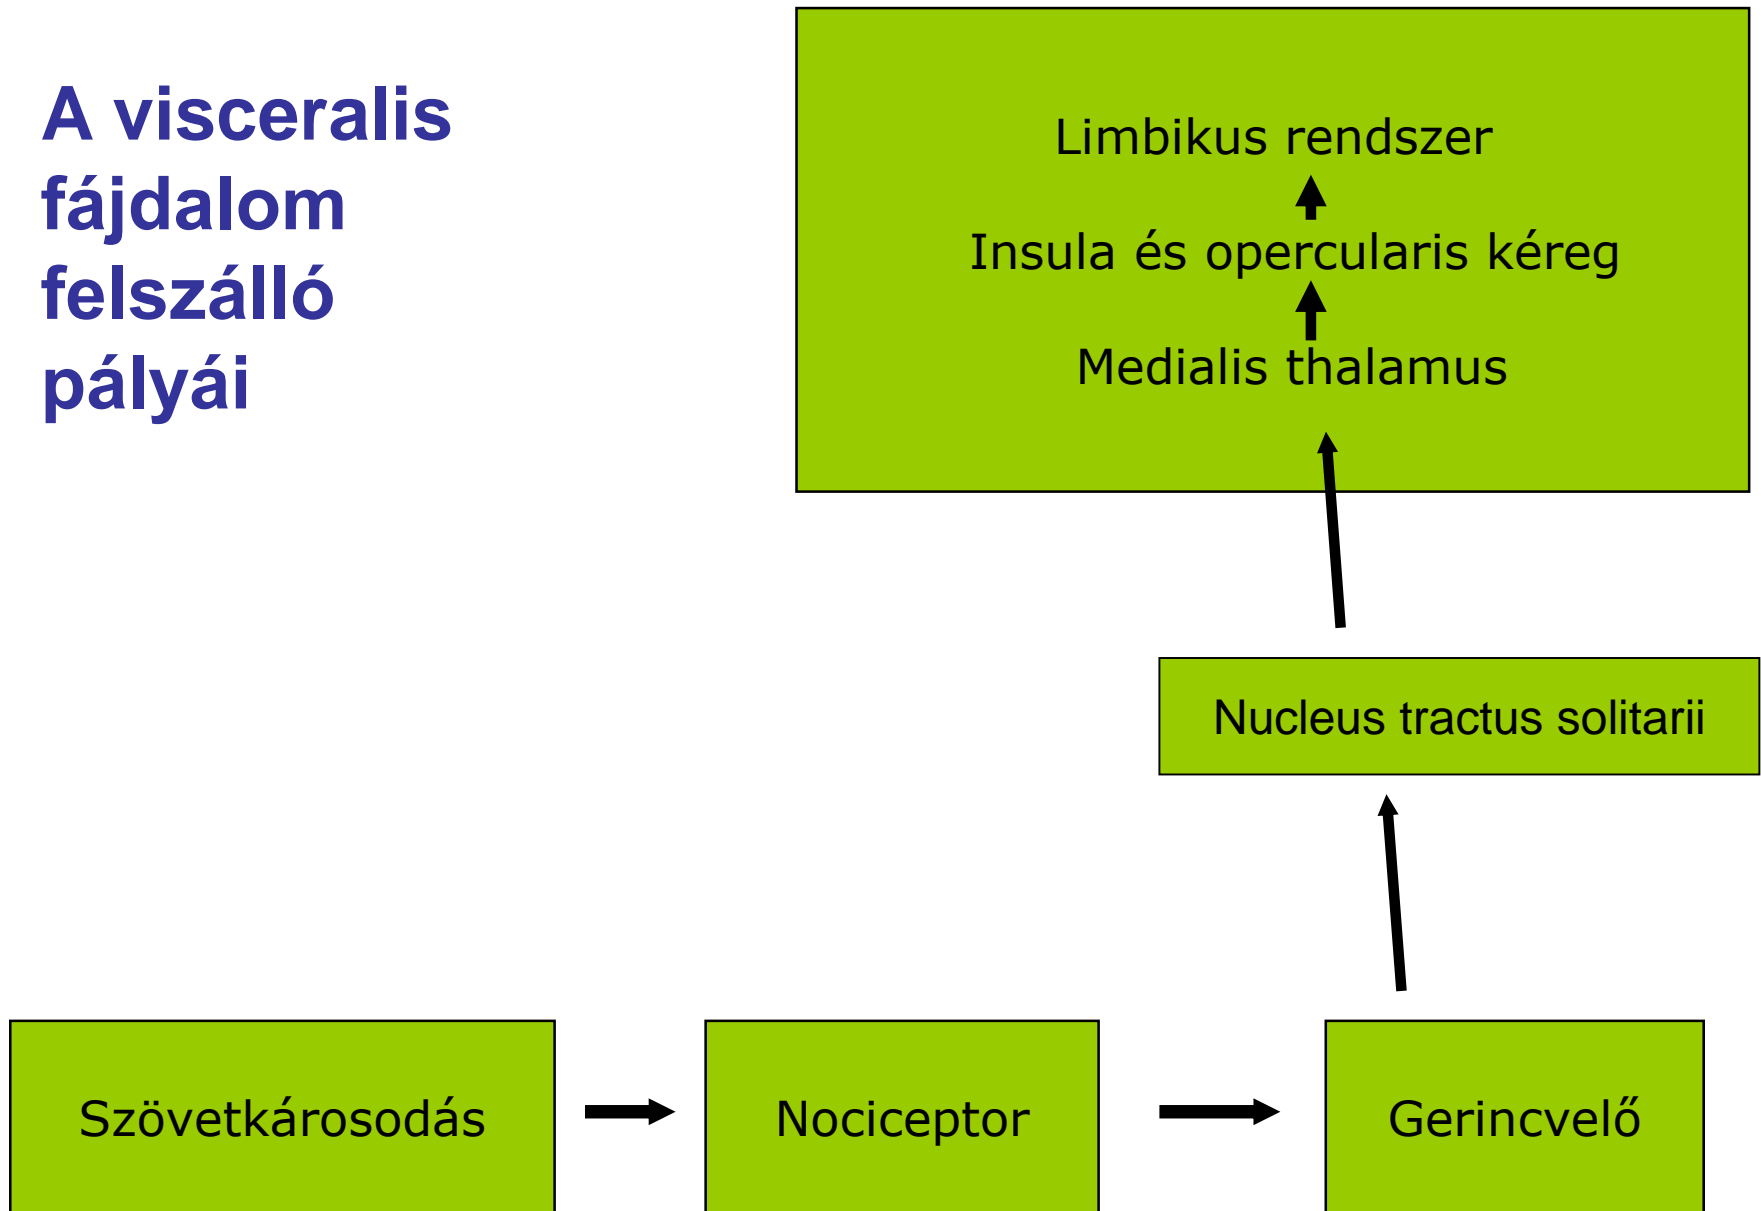 A visceralis
fájdalom
felszálló
pályái
Limbikus rendszer
Insula és opercularis kéreg
Medialis thalamus
Nucleus tractus solitarii
Szövetkárosodás
Nociceptor
Gerincvelő